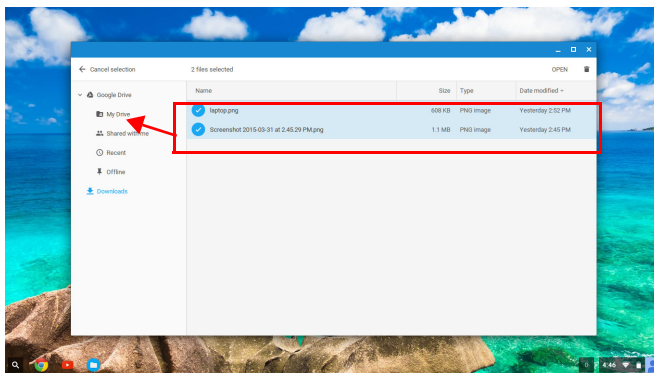 Cancel selection
2 files selected
OPEN
Google Drive
Name
Size
Type
Date modified
My Drive
laptop.png
608 KB
PNG image
Yesterday 2:52 PM
Shared with me
Screenshot 2015-03-31 at 2.45.29 PM.png
1.1 MB
PNG image
Yesterday 2:45 PM
Recent
Offline
Downloads
0
4:46